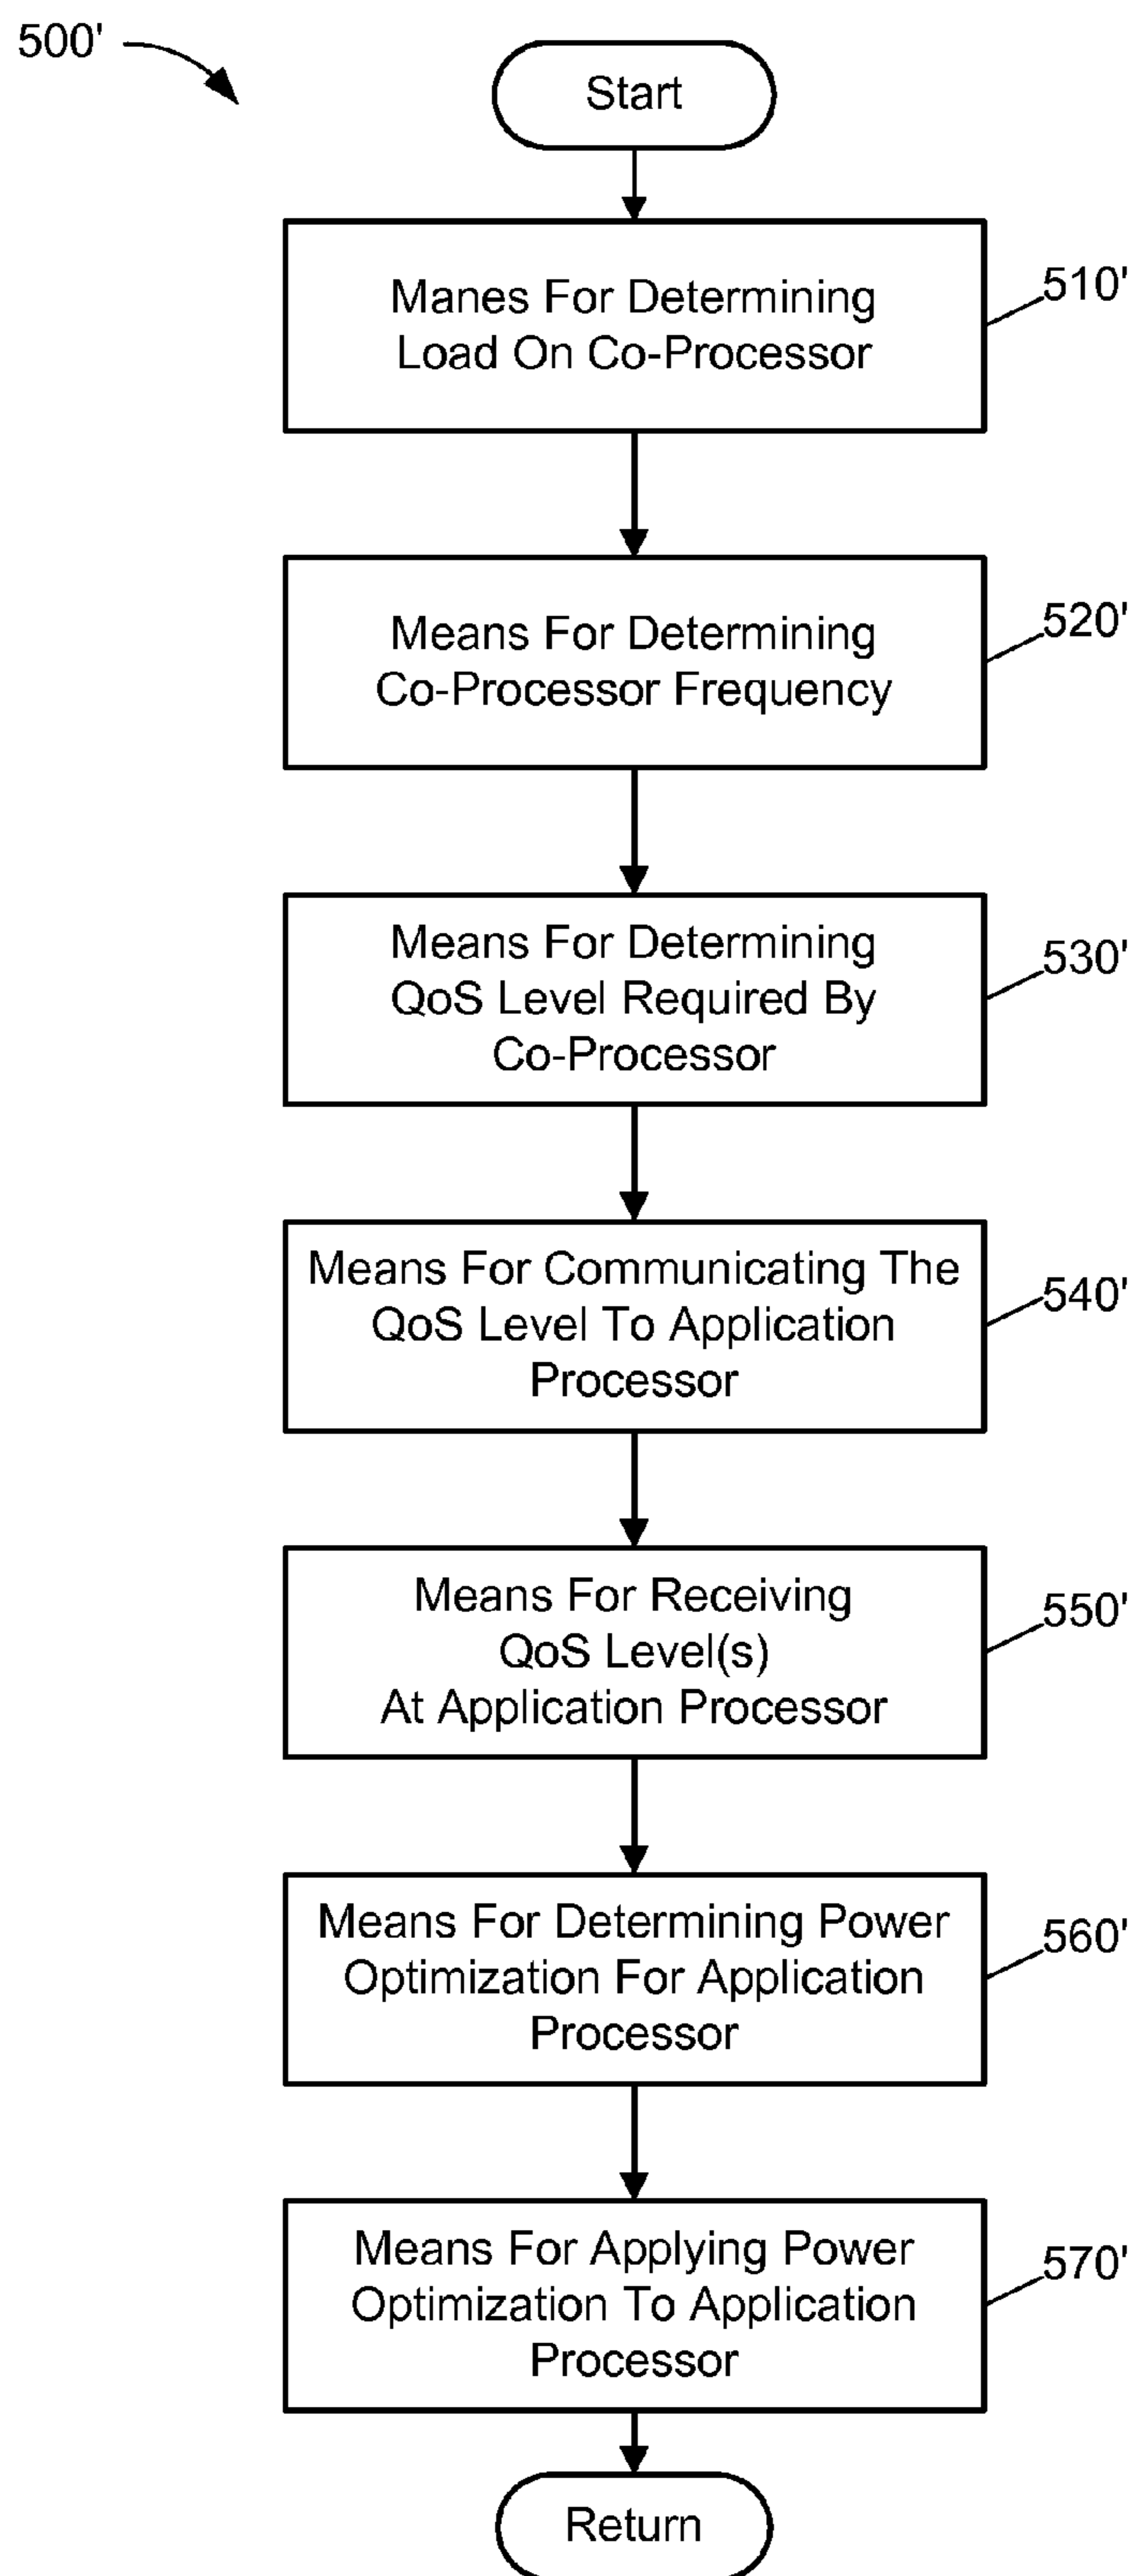 500'
Start
Manes For Determining
Load On Co-Processor
510'
Means For Determining
Co-Processor Frequency
520'
Means For Determining
QoS Level Required By
Co-Processor
530'
Means For Communicating The
QoS Level To Application
Processor
540'
Means For Receiving
QoS Level(s)
At Application Processor
550'
Means For Determining Power
Optimization For Application
Processor
560'
Means For Applying Power
Optimization To Application
Processor
570'
Return